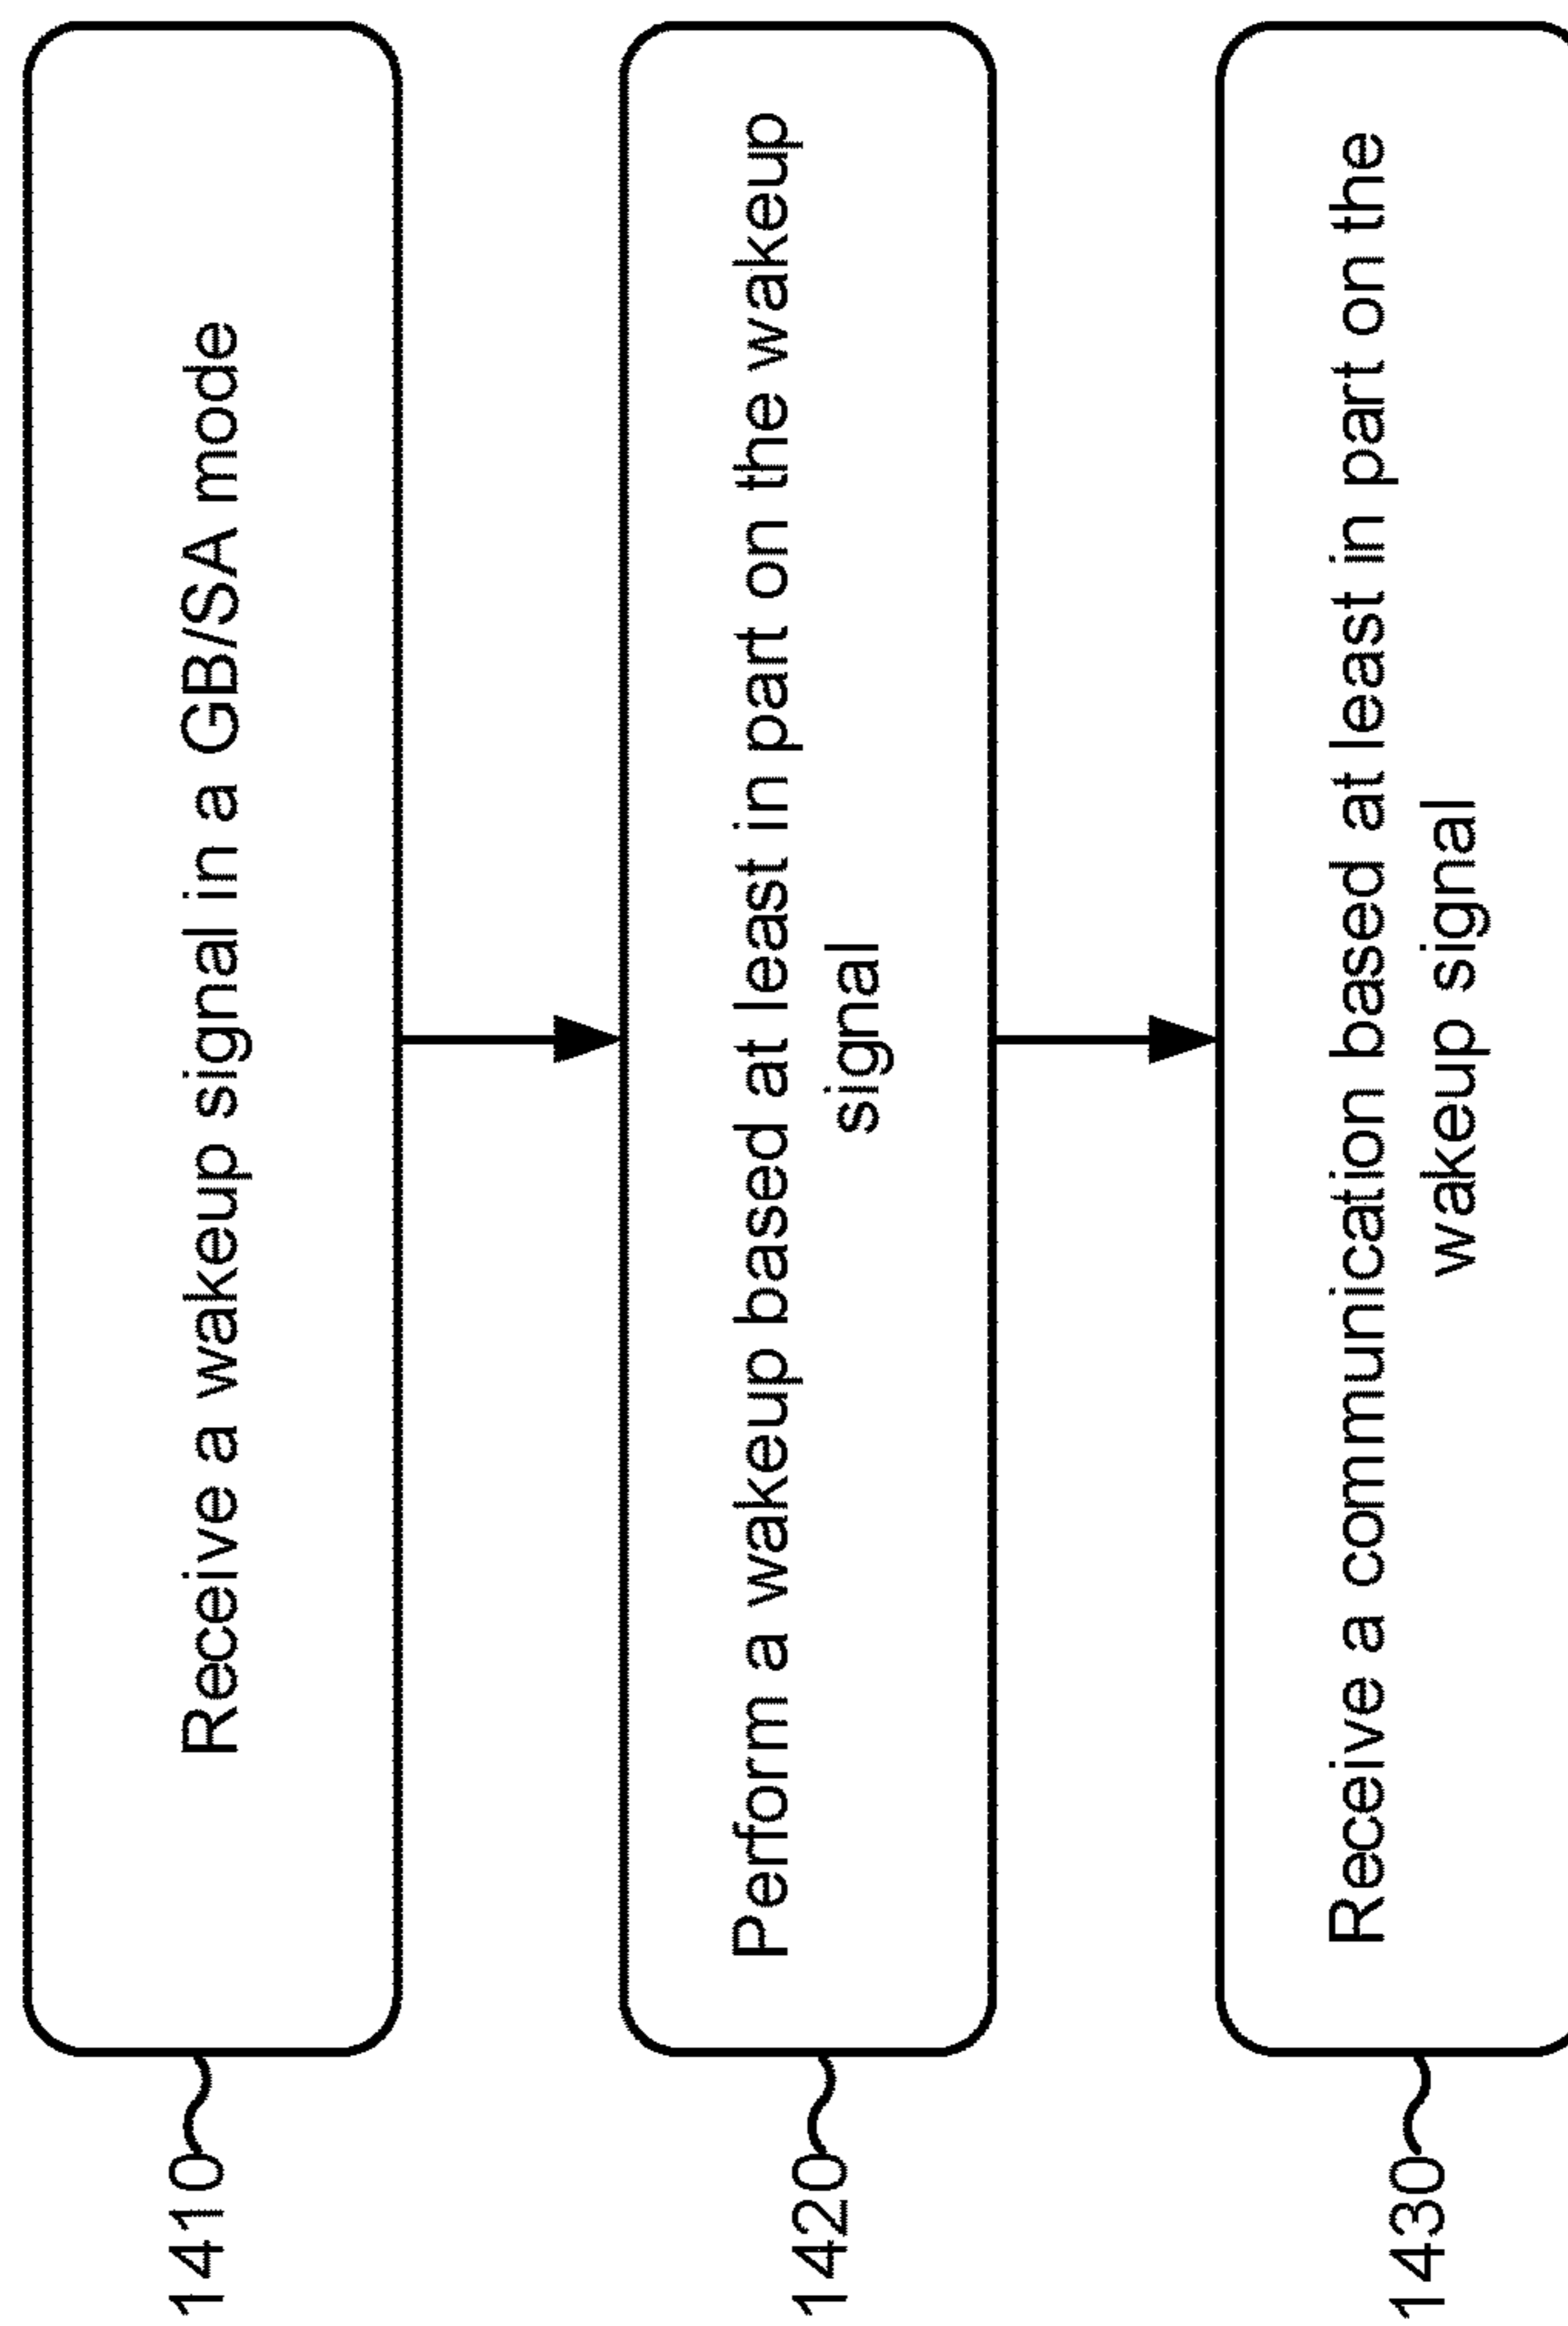 1410
Receive a wakeup signal in a GB/SA mode
1420
Perform a wakeup based at least in part on the wakeup
signal
1430
Receive a communication based at least in part on the
wakeup signal